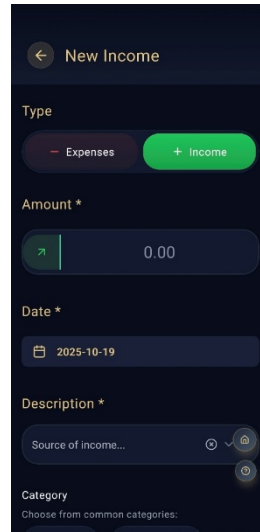 New Income
Type
− Expenses
+ Income
Amount *
0.00
Date *
2025-10-19
Description *
Source of income...
Category
Choose from common categories: